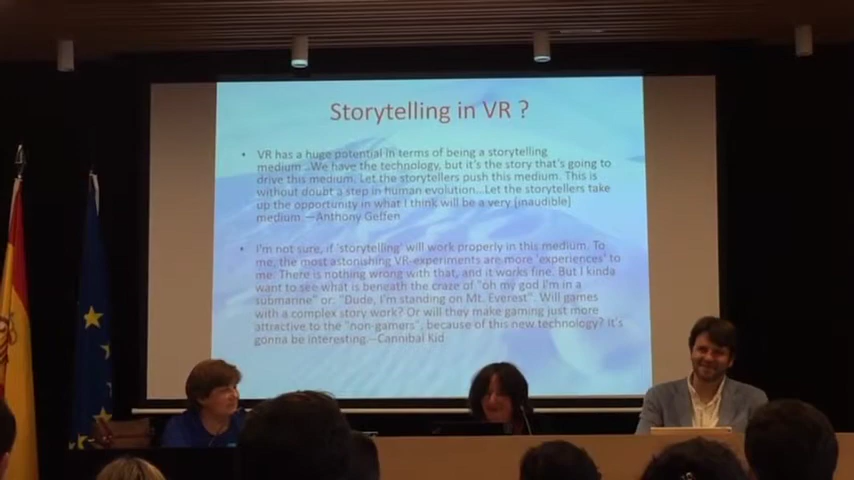 Storytelling in VR ?
• VR has a huge potential in terms of being a storytelling
medium...We have the technology, but it's the story that's going to
drive this medium. Let the storytellers push this medium. This is
without doubt a step in human evolution...Let the storytellers take
up the opportunity in what I think will be a very [inaudible]
medium. —Anthony Geffen
• I'm not sure, if 'storytelling' will work properly in this medium. To
me, the most astonishing VR-experiments are more 'experiences' to
me. There is nothing wrong with that, and it works fine. But I kinda
want to see what is beneath the craze of "oh my god I'm in a
submarine" or: "Dude, I'm standing on Mt. Everest". Will games
with a complex story work? Or will they make gaming just more
attractive to the "non-gamers", because of this new technology? It's
gonna be interesting.--Cannibal Kid